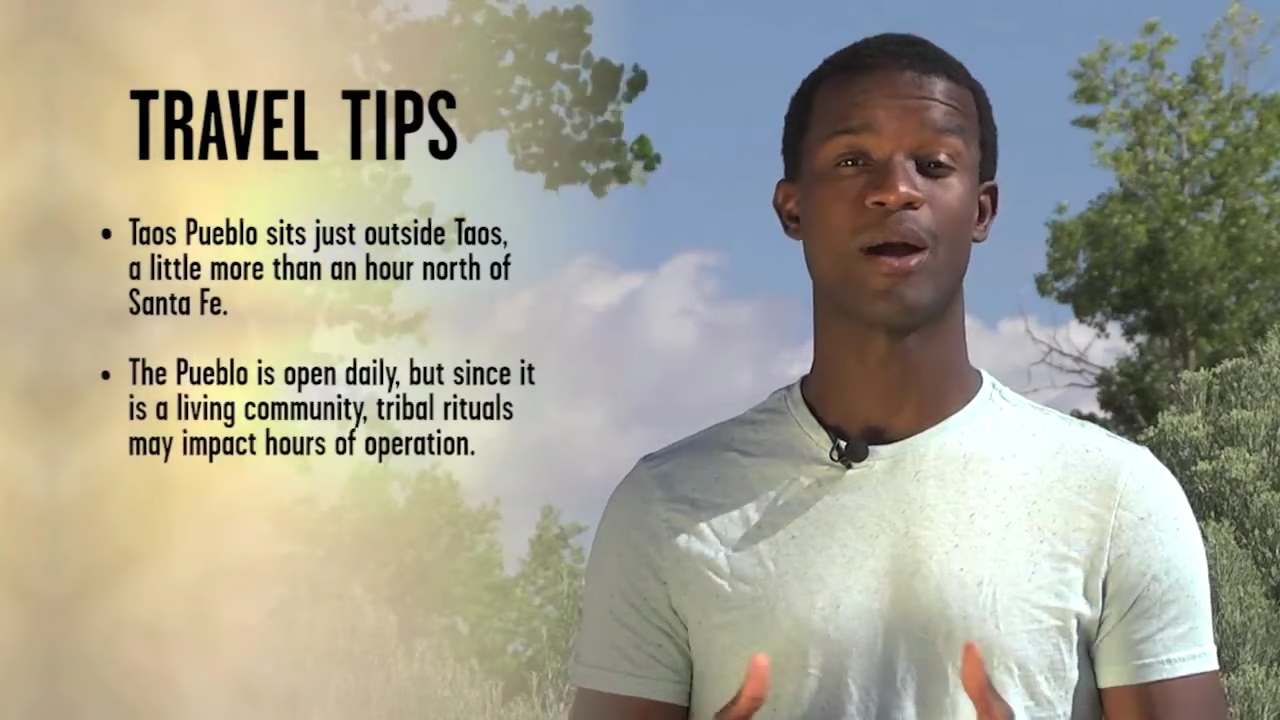 TRAVEL TIPS
• Taos Pueblo sits just outside Taos,
a little more than an hour north of
Santa Fe.
• The Pueblo is open daily, but since it
is a living community, tribal rituals
may impact hours of operation.